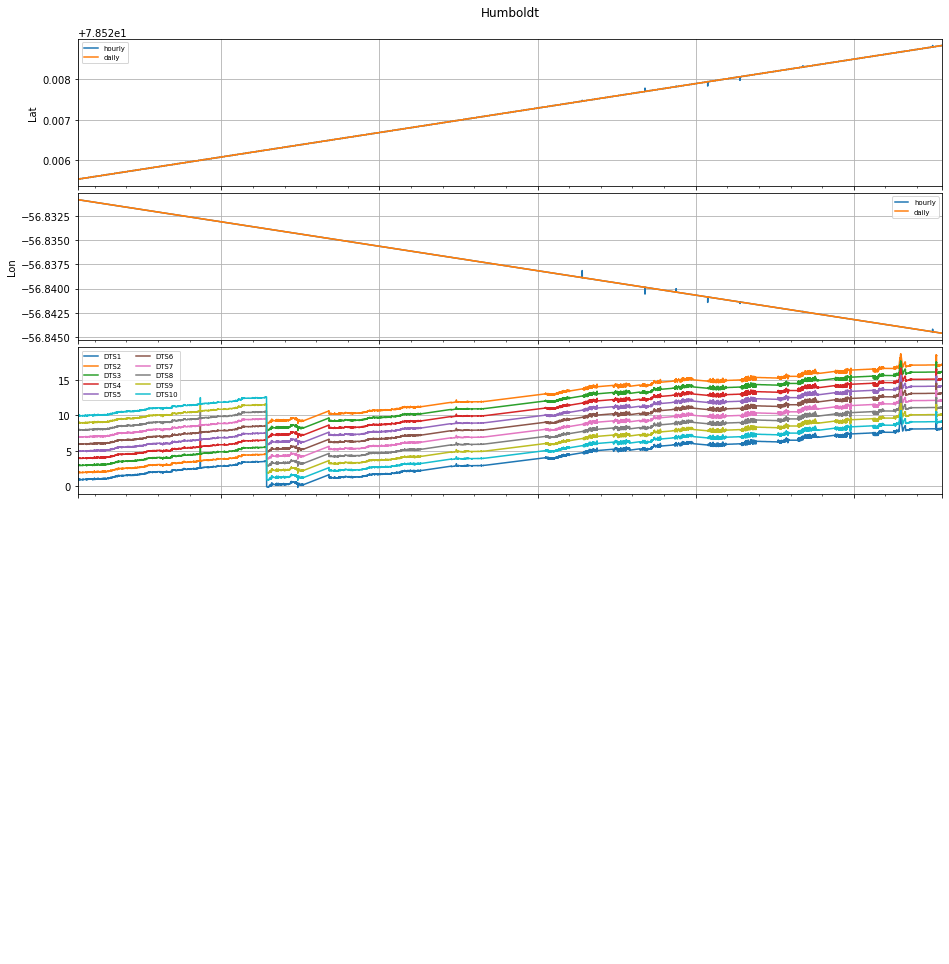 Humboldt
+7.852e1
hourly
daily
0.008
0.007
0.006
Lat
hourly
daily
−56.8325
−56.8350
−56.8375
−56.8400
−56.8425
−56.8450
Lon
DTS1 DTS6
DTS2 DTS7
DTS3 DTS8
DTS4 DTS9
DTS5 DTS10
15
10
5
0